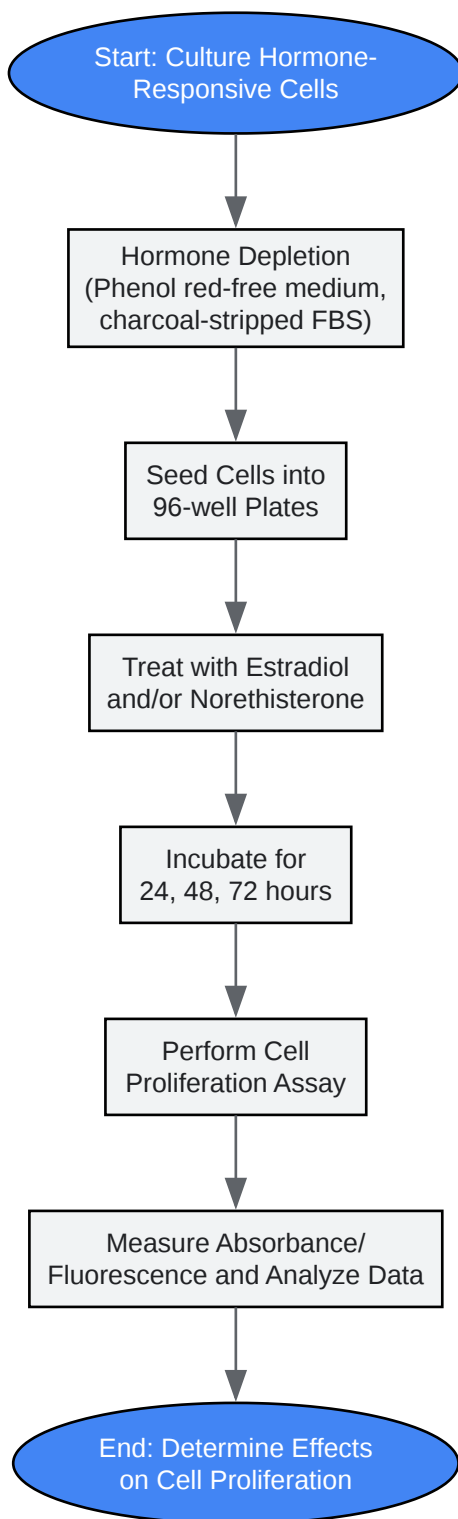 Start: Culture Hormone-
Responsive Cells
Hormone Depletion
(Phenol red-free medium,
charcoal-stripped FBS)
Seed Cells into
96-well Plates
Treat with Estradiol
and/or Norethisterone
Incubate for
24, 48, 72 hours
Perform Cell
Proliferation Assay
Measure Absorbance/
Fluorescence and Analyze Data
End: Determine Effects
on Cell Proliferation